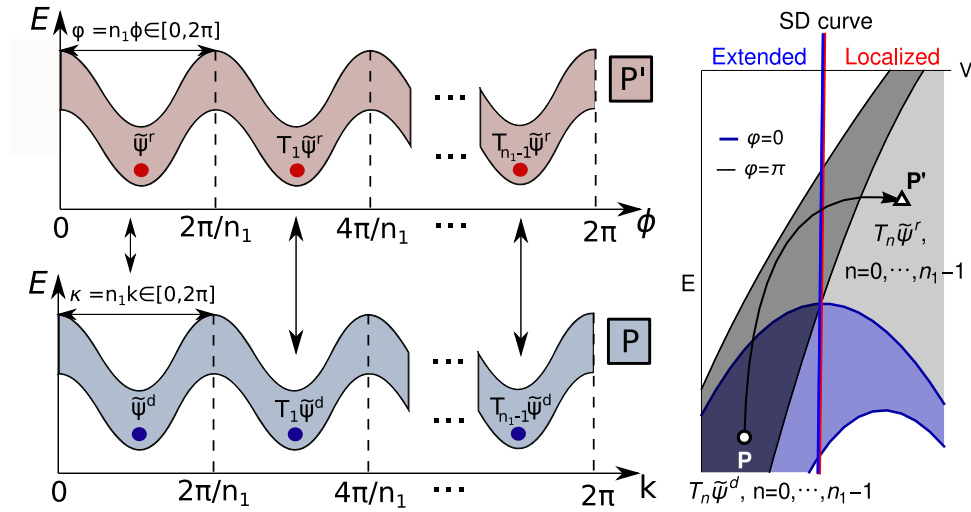 E
φ =n₁ϕ∈[0,2π]
P'
...
ψ̃ʳ
T₁ψ̃ʳ
Tₙ₁₋₁ψ̃ʳ
...
0
2π/n₁
4π/n₁
...
2π
ϕ
E
κ =n₁k∈[0,2π]
P
...
ψ̃ᵈ
T₁ψ̃ᵈ
Tₙ₁₋₁ψ̃ᵈ
...
0
2π/n₁
4π/n₁
...
2π
k
SD curve
Extended
Localized
V
φ=0
φ=π
P'
Tₙψ̃ʳ,
n=0,⋯,n₁−1
E
P
Tₙψ̃ᵈ, n=0,⋯,n₁−1